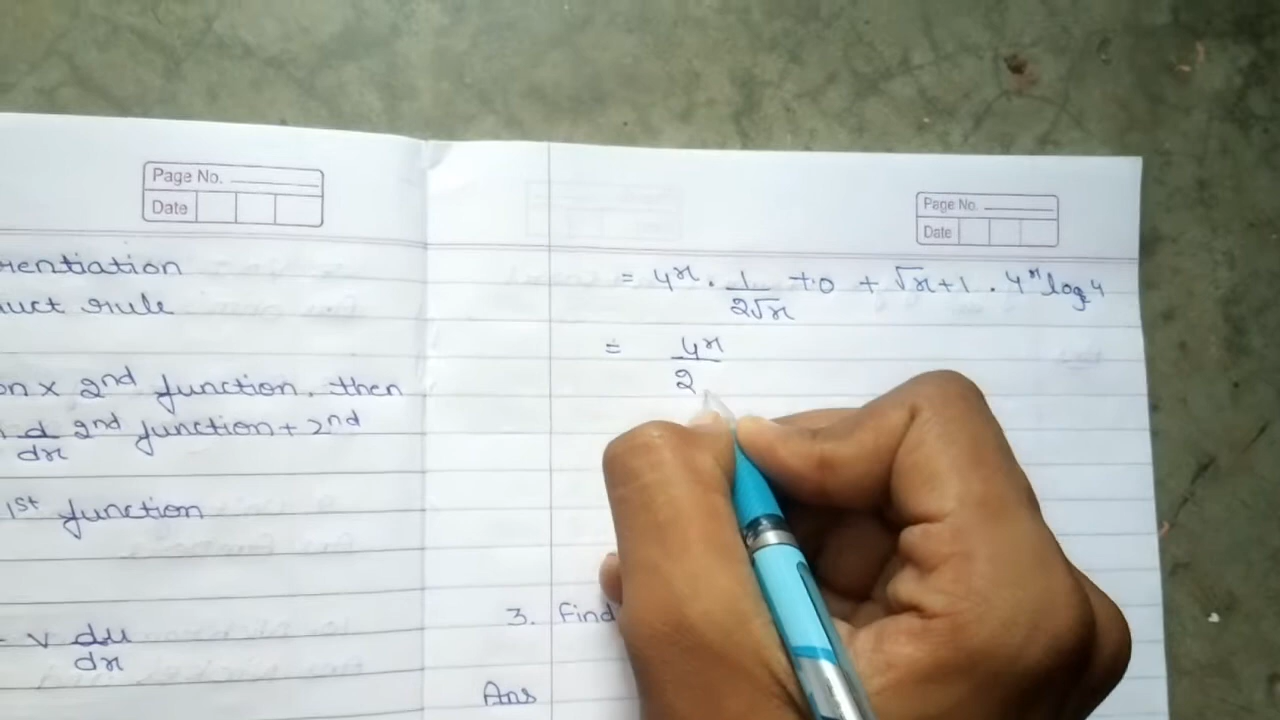 Page No.
Date
rentiation
uct rule
on x 2nd function, then
d/dx 2nd function + 2nd
1st function
- v du/dx
Page No.
Date
= 4^x . 1/2√x + 0 + √x+1 . 4^x log_e 4
= 4^x/2
3. Find
Ans